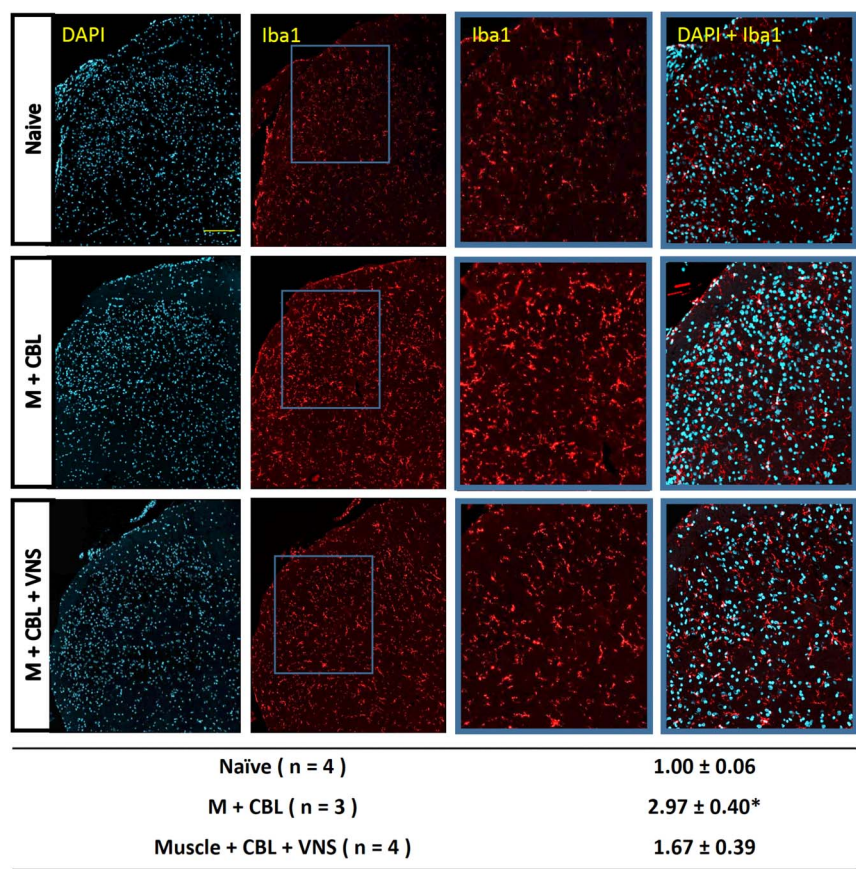 DAPI
Iba1
Iba1
DAPI + Iba1
Naive
M + CBL
M + CBL + VNS
Naïve ( n = 4 ) 1.00 ± 0.06
M + CBL ( n = 3 ) 2.97 ± 0.40*
Muscle + CBL + VNS ( n = 4 ) 1.67 ± 0.39